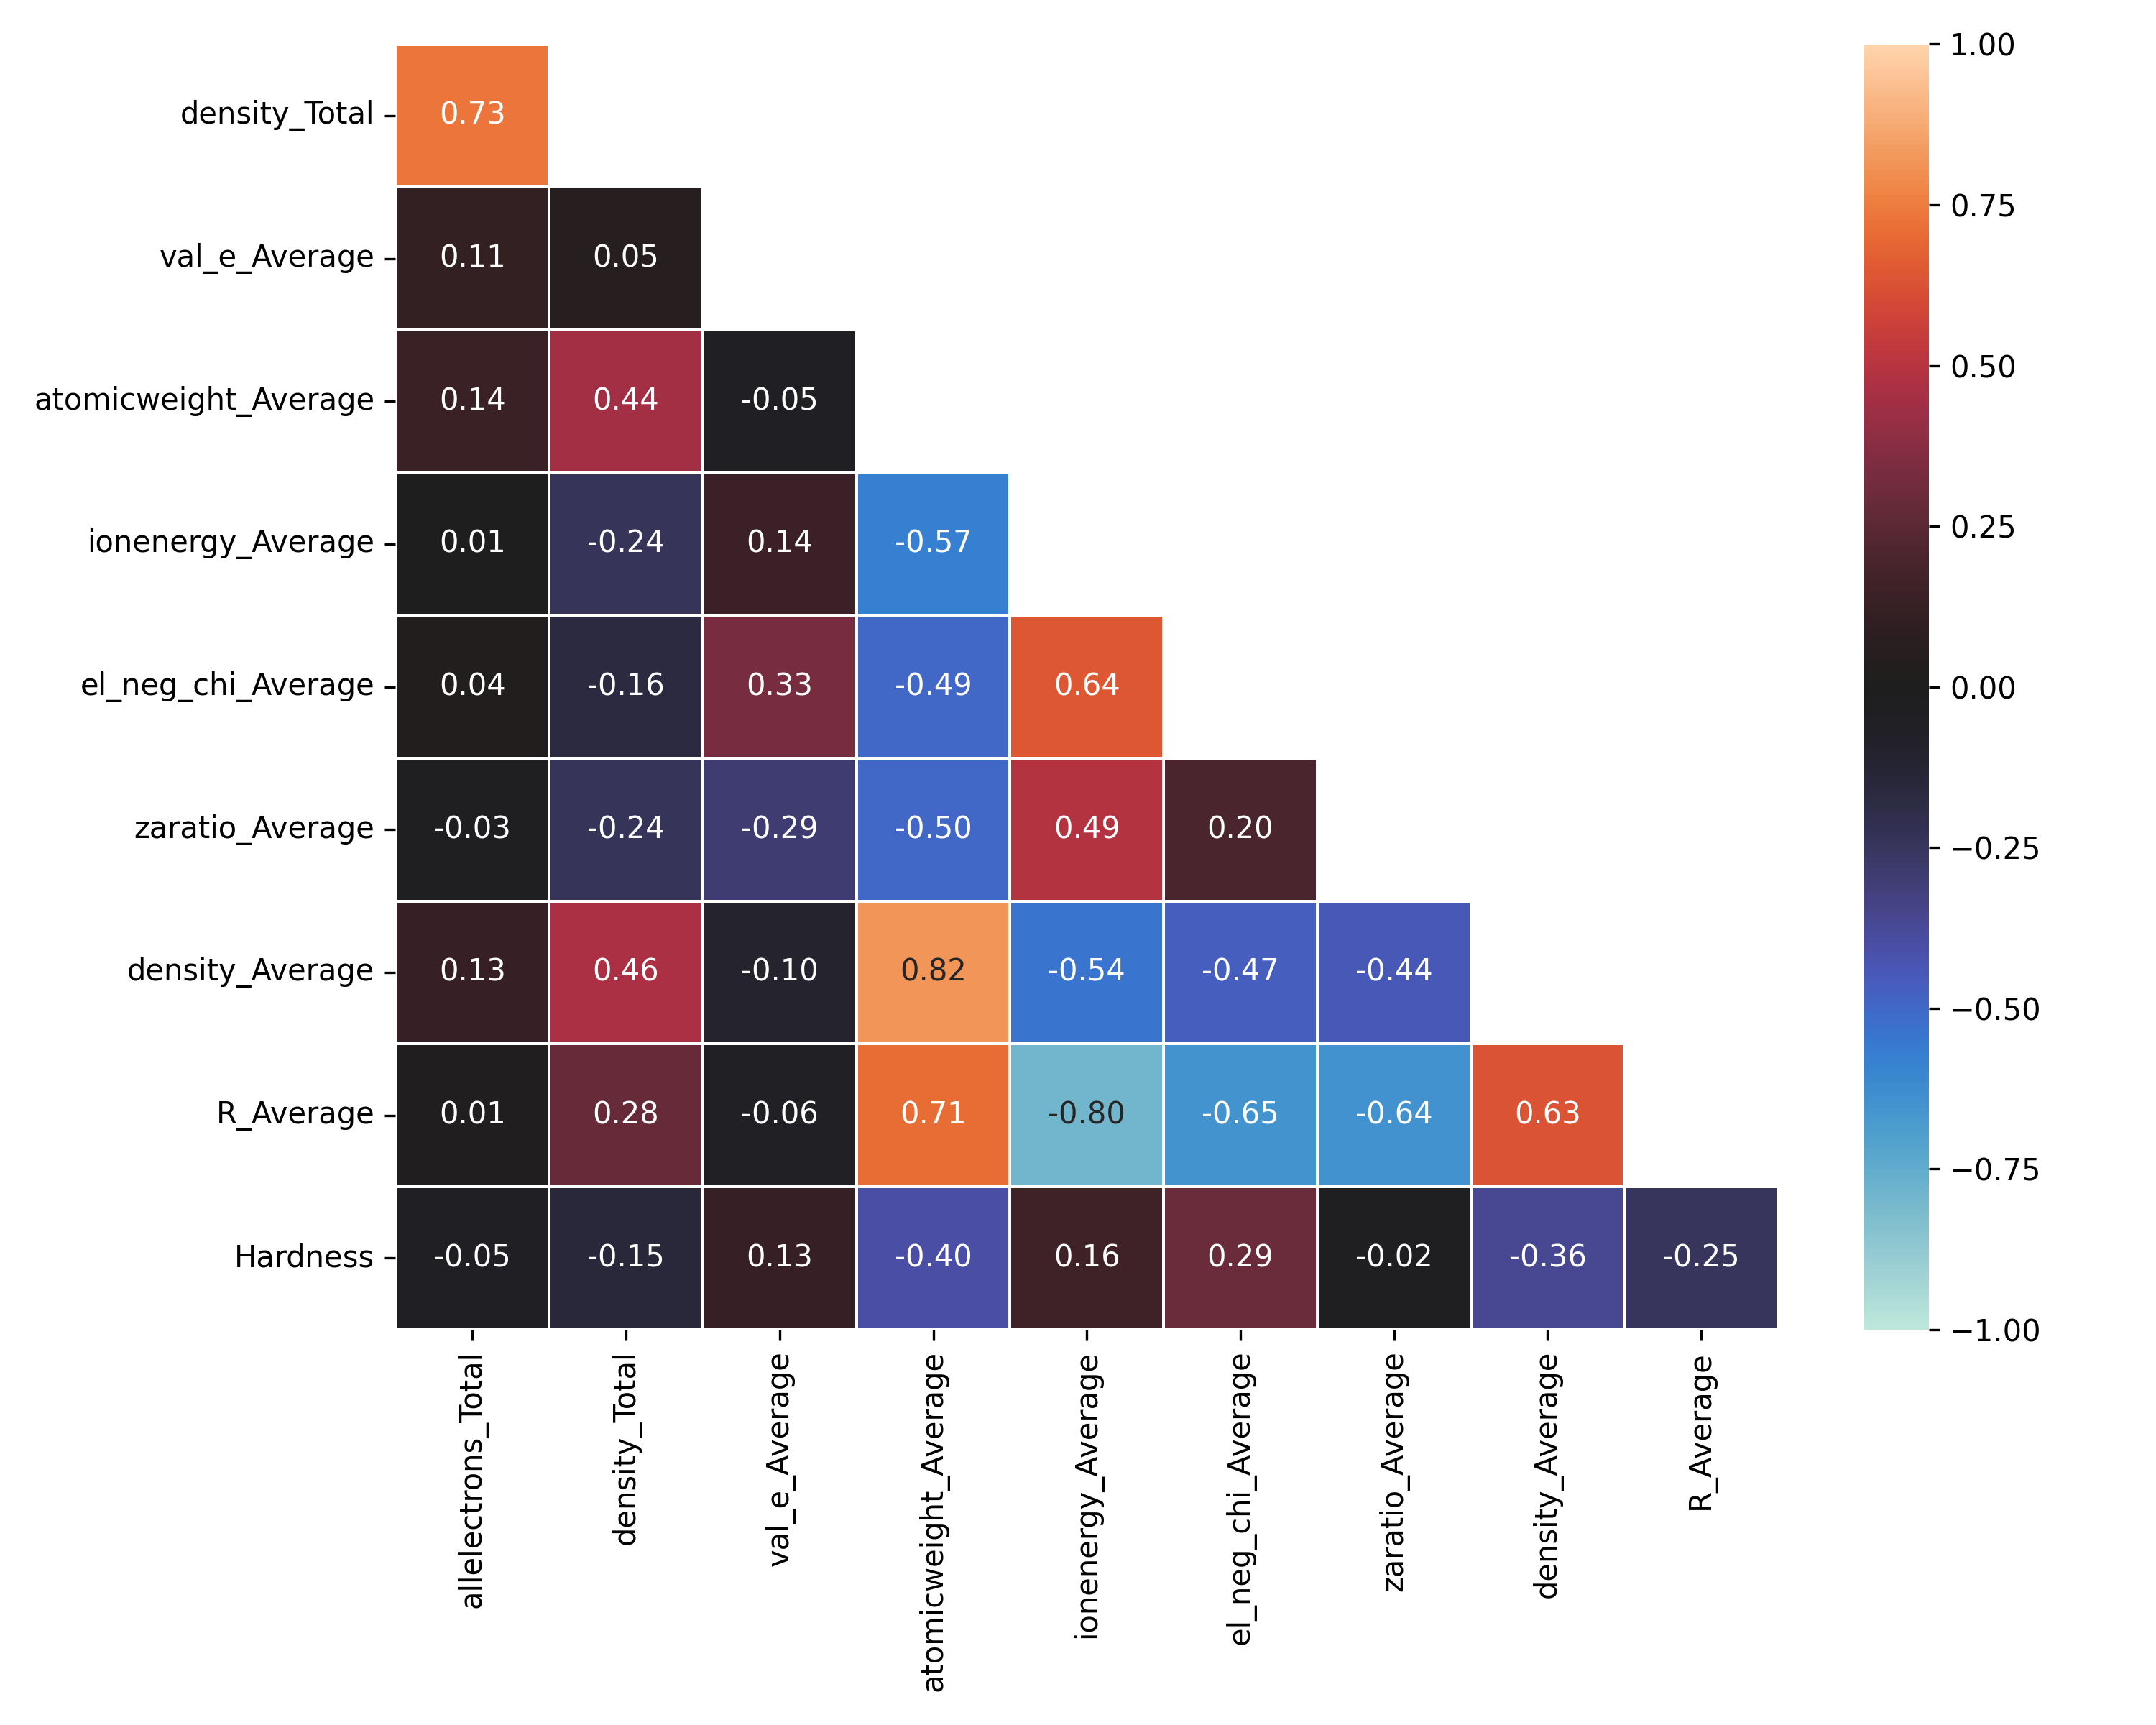 density_Total 0.73
val_e_Average 0.11 0.05
atomicweight_Average 0.14 0.44 -0.05
ionenergy_Average 0.01 -0.24 0.14 -0.57
el_neg_chi_Average 0.04 -0.16 0.33 -0.49 0.64
zaratio_Average -0.03 -0.24 -0.29 -0.50 0.49 0.20
density_Average 0.13 0.46 -0.10 0.82 -0.54 -0.47 -0.44
R_Average 0.01 0.28 -0.06 0.71 -0.80 -0.65 -0.64 0.63
Hardness -0.05 -0.15 0.13 -0.40 0.16 0.29 -0.02 -0.36 -0.25
allelectrons_Total
density_Total
val_e_Average
atomicweight_Average
ionenergy_Average
el_neg_chi_Average
zaratio_Average
density_Average
R_Average
1.00
0.75
0.50
0.25
0.00
−0.25
−0.50
−0.75
−1.00